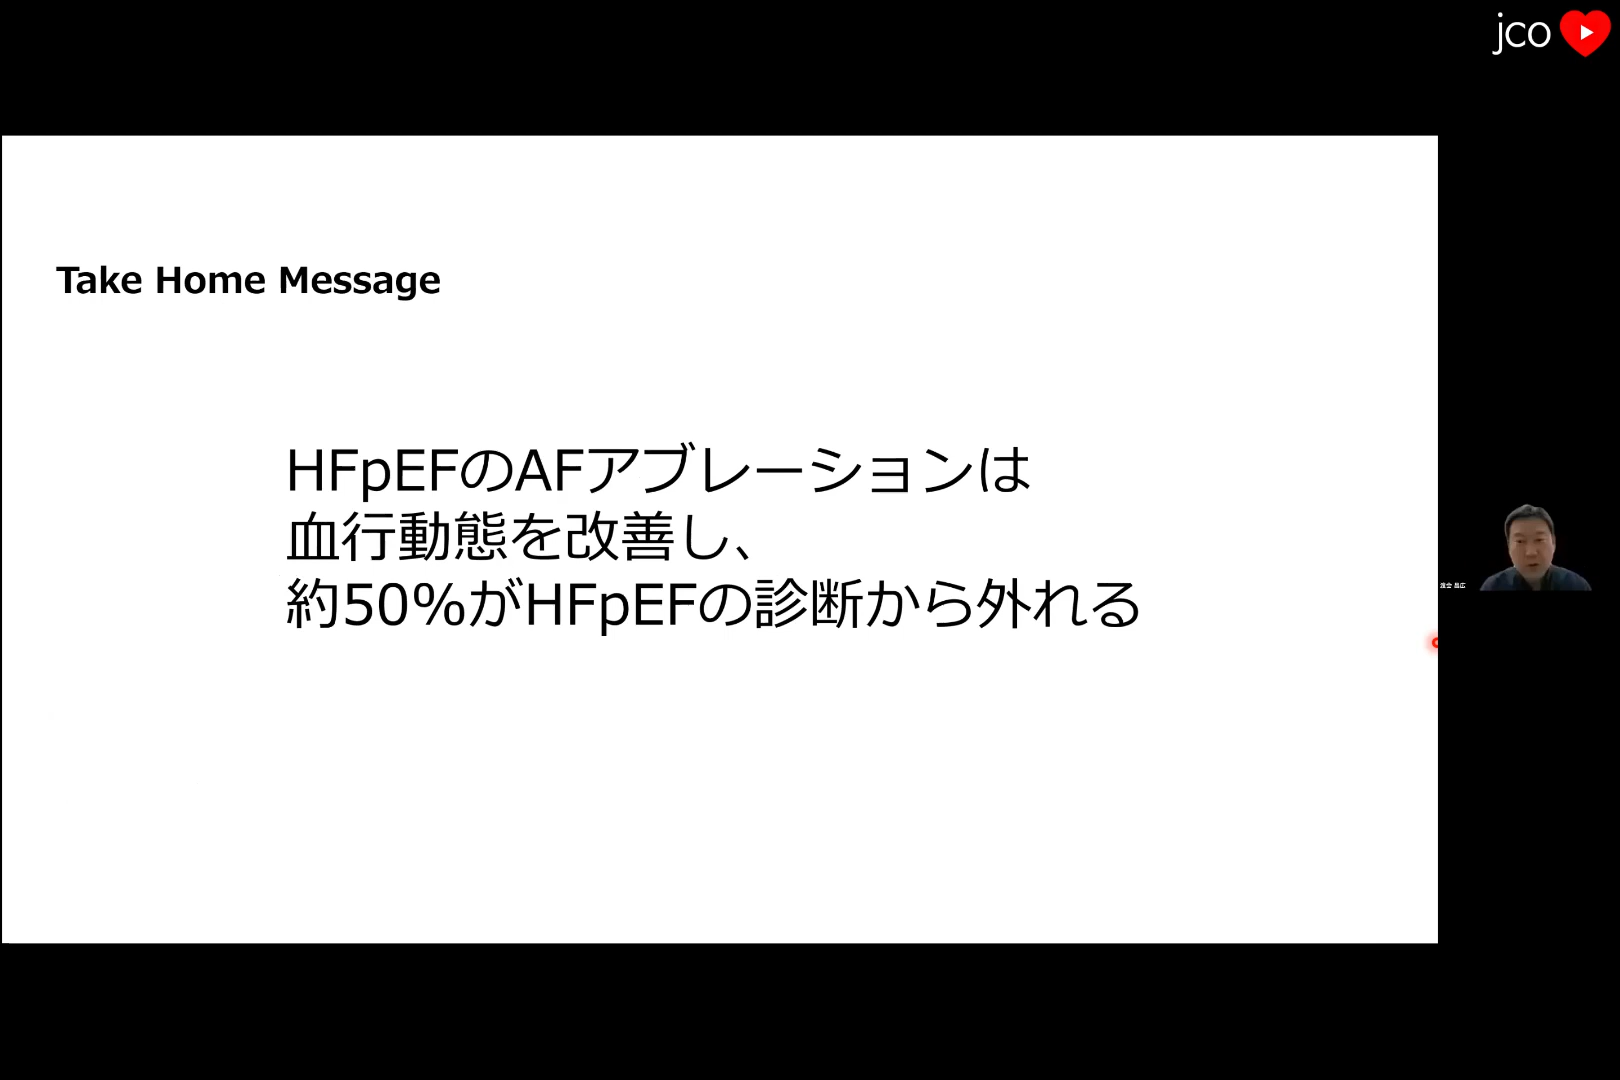 jco
Take Home Message
HFpEFのAFアブレーションは
血行動態を改善し、
約50%がHFpEFの診断から外れる